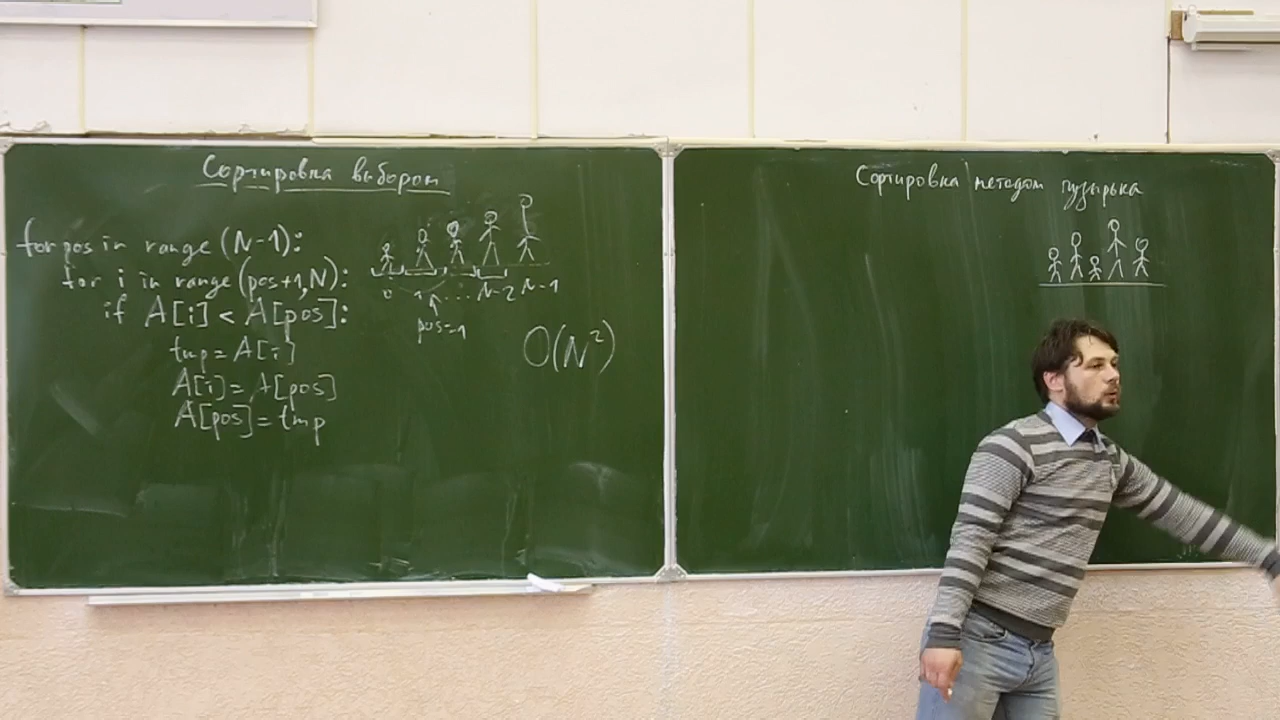 Сортировка выбором
for pos in range (N-1):
for i in range (pos+1, N):
if A[i] < A[pos]:
tmp = A[i]
A[i] = A[pos]
A[pos] = tmp
0 1 ... N-2 N-1
pos=1
O(N²)
Сортировка методом пузырька